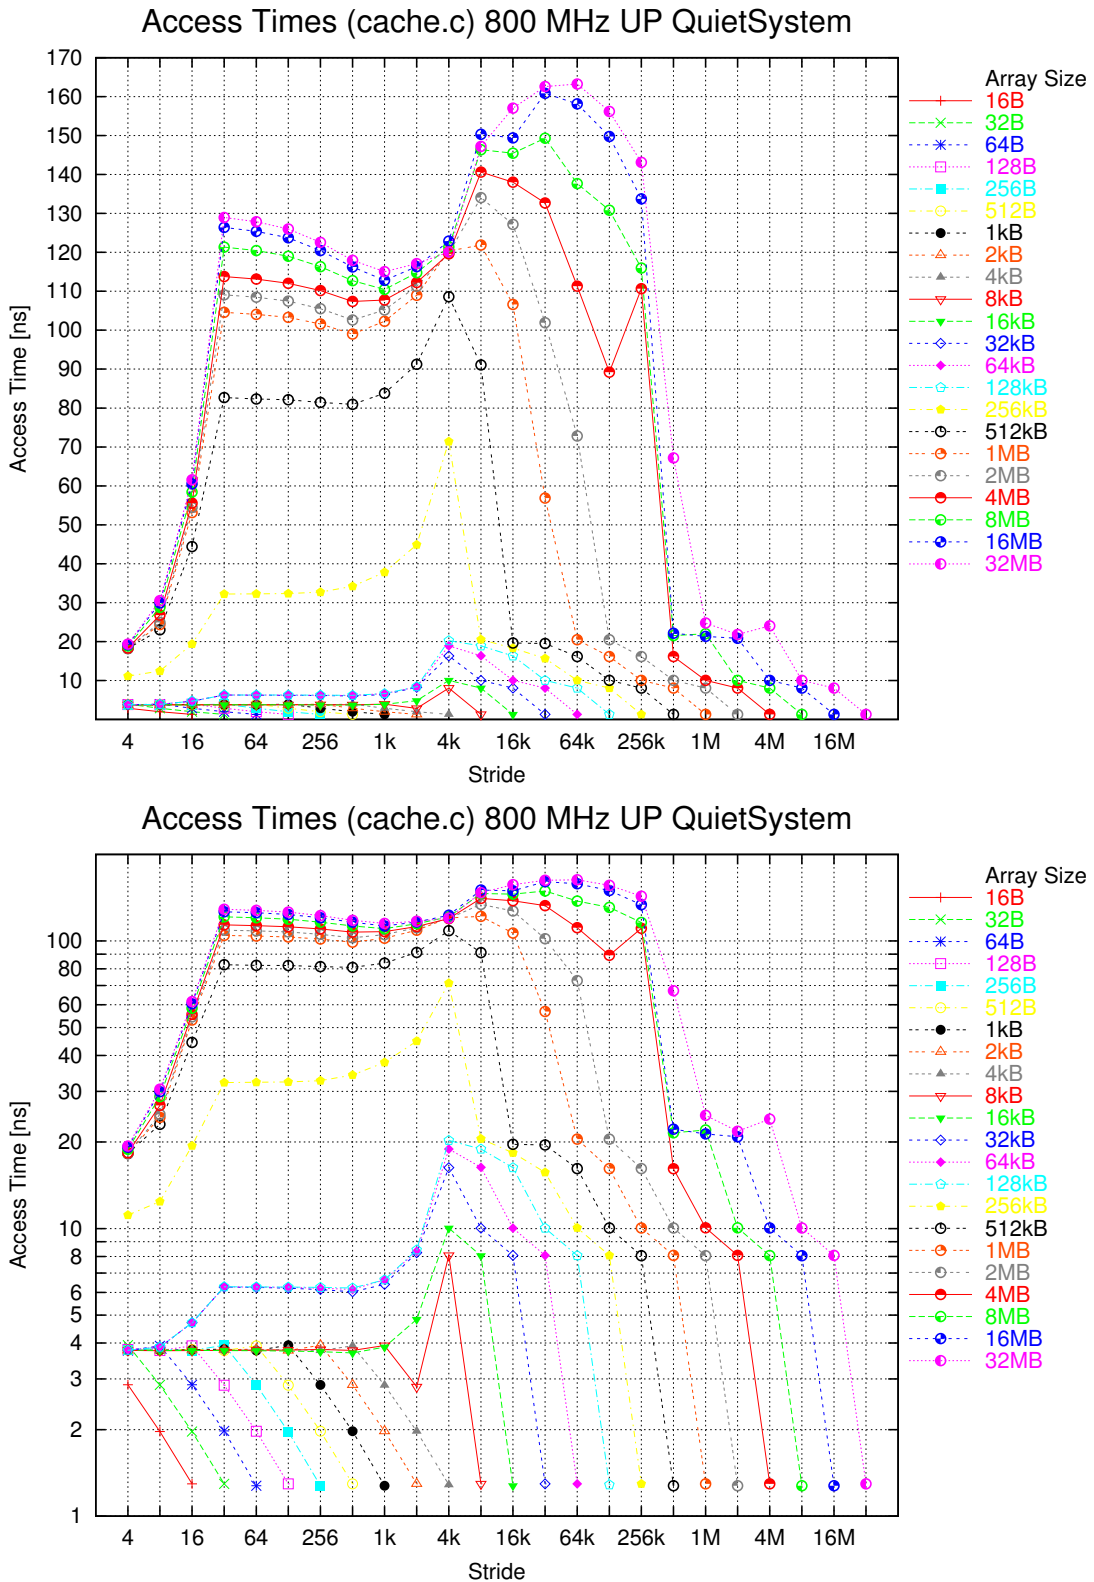 Access Times (cache.c) 800 MHz UP QuietSystem
170
160
150
140
130
120
110
100
90
80
70
60
50
40
30
20
10
Access Time [ns]
4 16 64 256 1k 4k 16k 64k 256k 1M 4M 16M
Stride
Array Size
16B
32B
64B
128B
256B
512B
1kB
2kB
4kB
8kB
16kB
32kB
64kB
128kB
256kB
512kB
1MB
2MB
4MB
8MB
16MB
32MB
Access Times (cache.c) 800 MHz UP QuietSystem
100
80
60
50
40
30
20
10
8
6
5
4
3
2
1
Access Time [ns]
4 16 64 256 1k 4k 16k 64k 256k 1M 4M 16M
Stride
Array Size
16B
32B
64B
128B
256B
512B
1kB
2kB
4kB
8kB
16kB
32kB
64kB
128kB
256kB
512kB
1MB
2MB
4MB
8MB
16MB
32MB